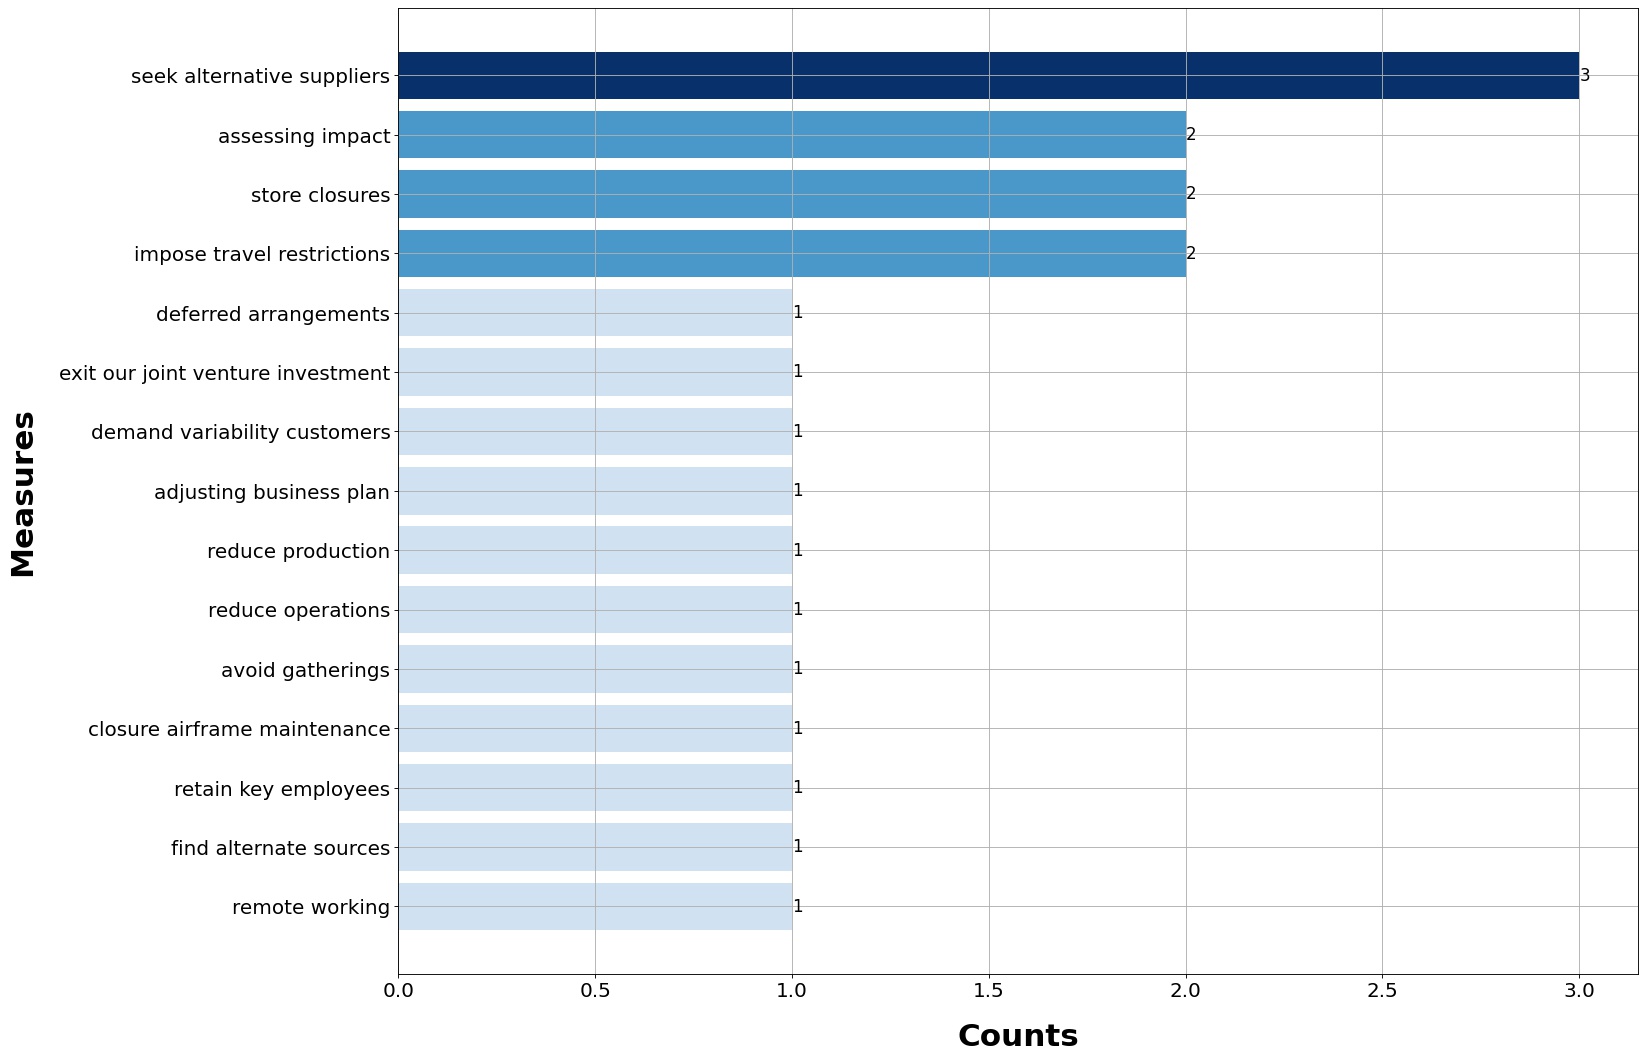 seek alternative suppliers 3
assessing impact 2
store closures 2
impose travel restrictions 2
deferred arrangements 1
exit our joint venture investment 1
demand variability customers 1
adjusting business plan 1
reduce production 1
reduce operations 1
avoid gatherings 1
closure airframe maintenance 1
retain key employees 1
find alternate sources 1
remote working 1
Measures
0.0 0.5 1.0 1.5 2.0 2.5 3.0
Counts